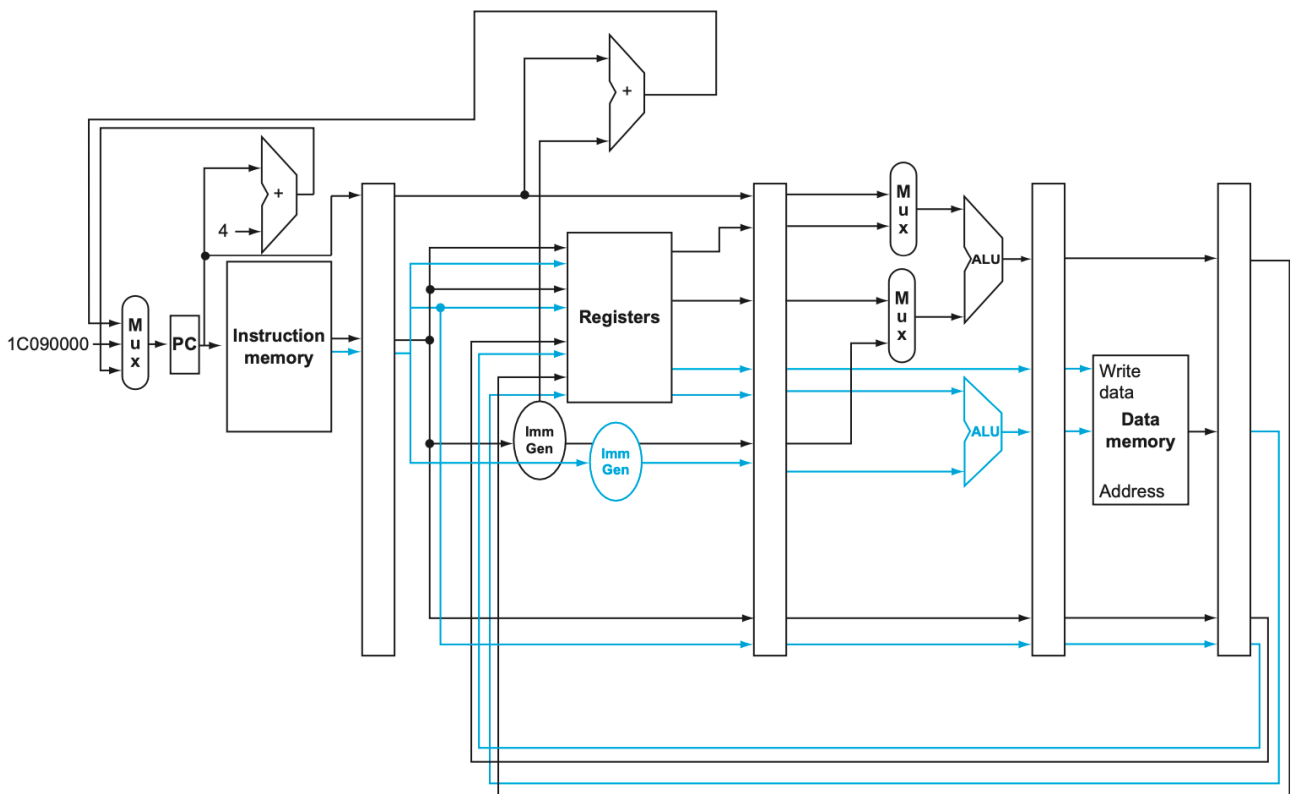 +
+
4
M
u
x
ALU
1C090000
M
u
x
PC
Instruction
memory
Registers
M
u
x
Write
data
Data
memory
Address
ALU
Imm
Gen
Imm
Gen